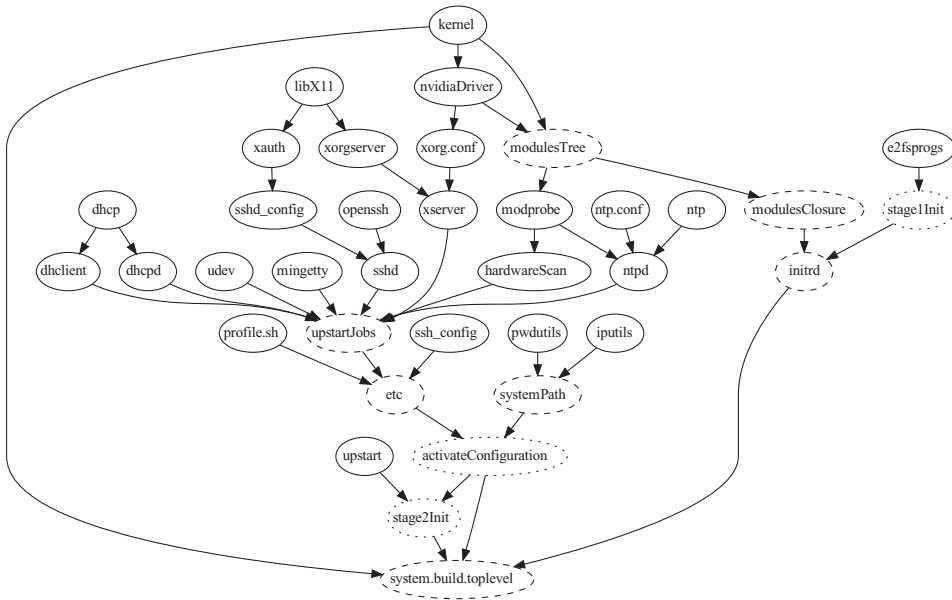 kernel
libX11
nvidiaDriver
xauth
xorgserver
xorg.conf
modulesTree
e2fsprogs
dhcp
sshd_config
openssh
xserver
modprobe
ntp.conf
ntp
modulesClosure
stage1Init
dhclient
dhcpd
udev
mingetty
sshd
hardwareScan
ntpd
initrd
profile.sh
upstartJobs
ssh_config
pwdutils
iputils
etc
systemPath
upstart
activateConfiguration
stage2Init
system.build.toplevel